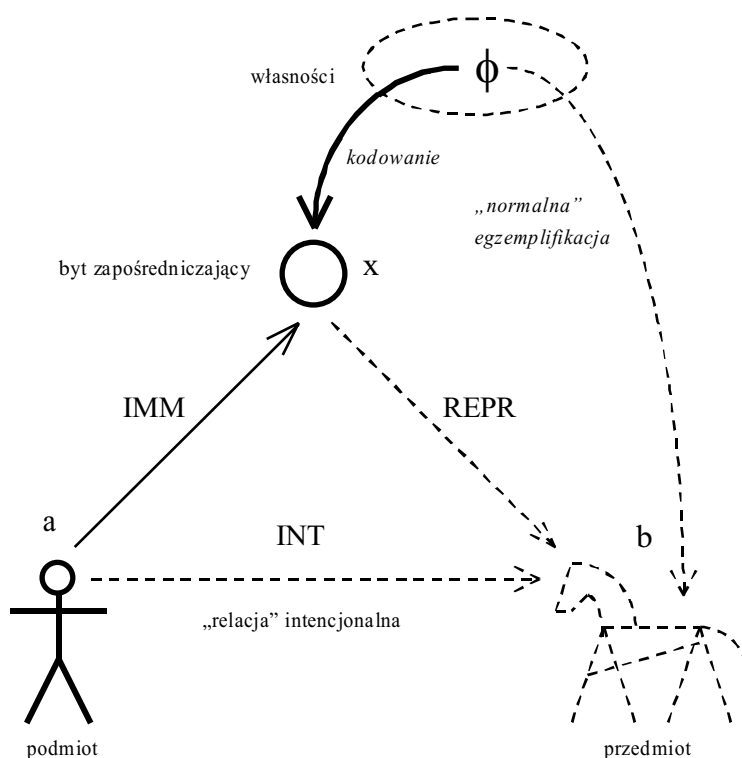 własności
ϕ
kodowanie
„normalna”
egzemplifikacja
byt zapośredniczający
x
IMM
REPR
a
INT
b
„relacja” intencjonalna
podmiot
przedmiot